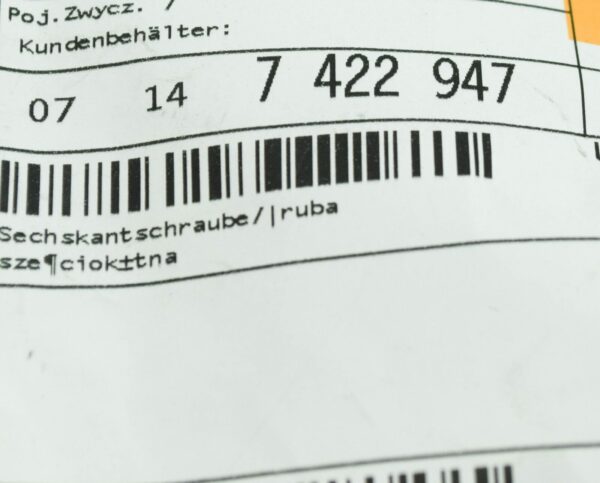 Poj.Zwycz. /
Kundenbehälter:
07 14 7 422 947
Sechskantschraube/|ruba
sze¶ciok±tna